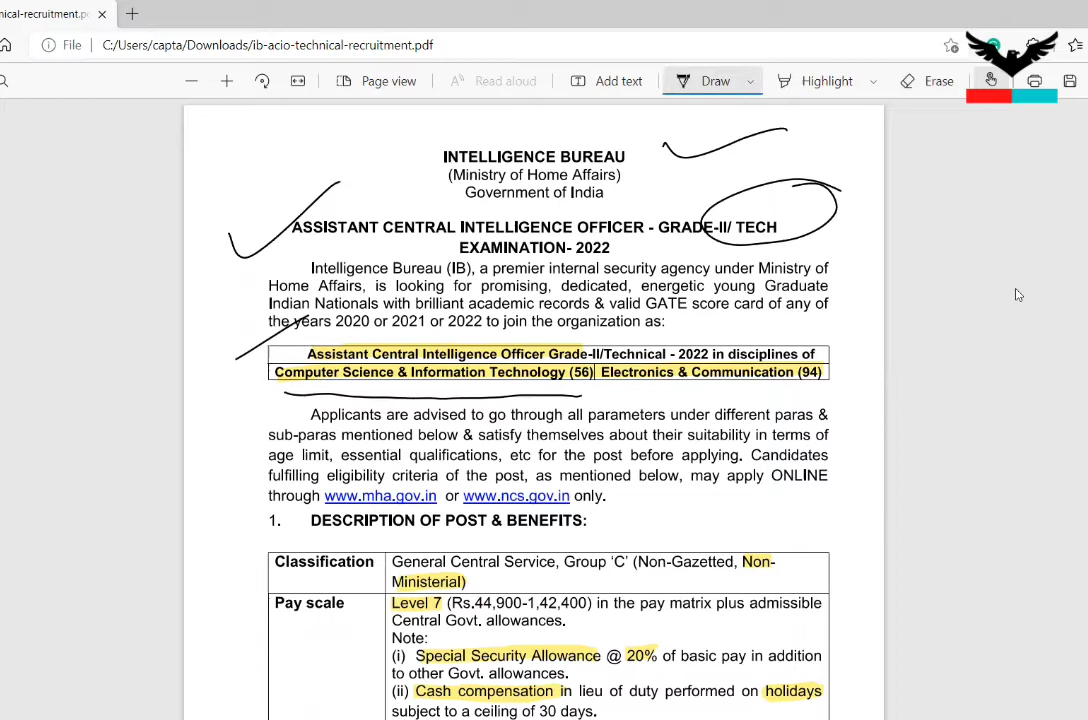 nical-recruitment.p
File C:/Users/capta/Downloads/ib-acio-technical-recruitment.pdf
Page view Read aloud Add text Draw Highlight Erase
INTELLIGENCE BUREAU
(Ministry of Home Affairs)
Government of India
ASSISTANT CENTRAL INTELLIGENCE OFFICER - GRADE-II/ TECH
EXAMINATION- 2022
Intelligence Bureau (IB), a premier internal security agency under Ministry of
Home Affairs, is looking for promising, dedicated, energetic young Graduate
Indian Nationals with brilliant academic records & valid GATE score card of any of
the years 2020 or 2021 or 2022 to join the organization as:
Assistant Central Intelligence Officer Grade-II/Technical - 2022 in disciplines of
Computer Science & Information Technology (56) Electronics & Communication (94)
Applicants are advised to go through all parameters under different paras &
sub-paras mentioned below & satisfy themselves about their suitability in terms of
age limit, essential qualifications, etc for the post before applying. Candidates
fulfilling eligibility criteria of the post, as mentioned below, may apply ONLINE
through www.mha.gov.in or www.ncs.gov.in only.
1. DESCRIPTION OF POST & BENEFITS:
Classification General Central Service, Group ‘C’ (Non-Gazetted, Non-
Ministerial)
Pay scale Level 7 (Rs.44,900-1,42,400) in the pay matrix plus admissible
Central Govt. allowances.
Note:
(i) Special Security Allowance @ 20% of basic pay in addition
to other Govt. allowances.
(ii) Cash compensation in lieu of duty performed on holidays
subject to a ceiling of 30 days.